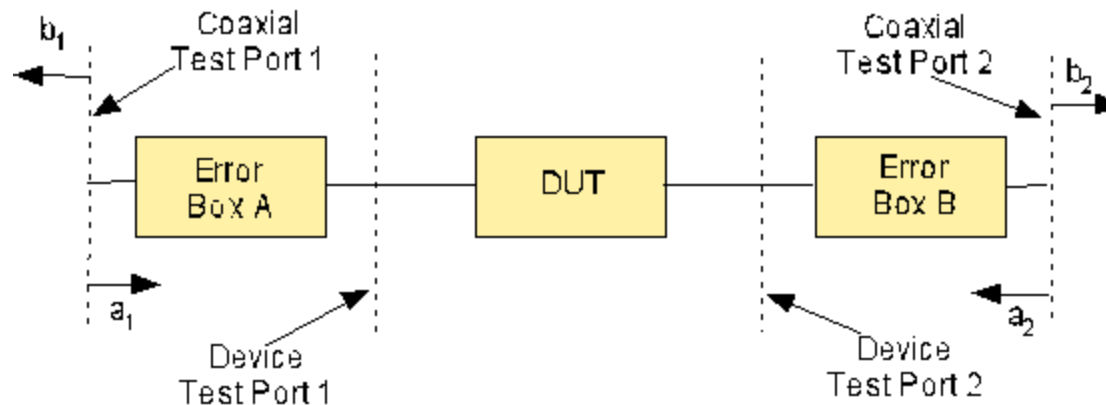 b1
Coaxial
Test Port 1
Coaxial
Test Port 2
b2
Error
Box A
DUT
Error
Box B
a1
a2
Device
Test Port 1
Device
Test Port 2